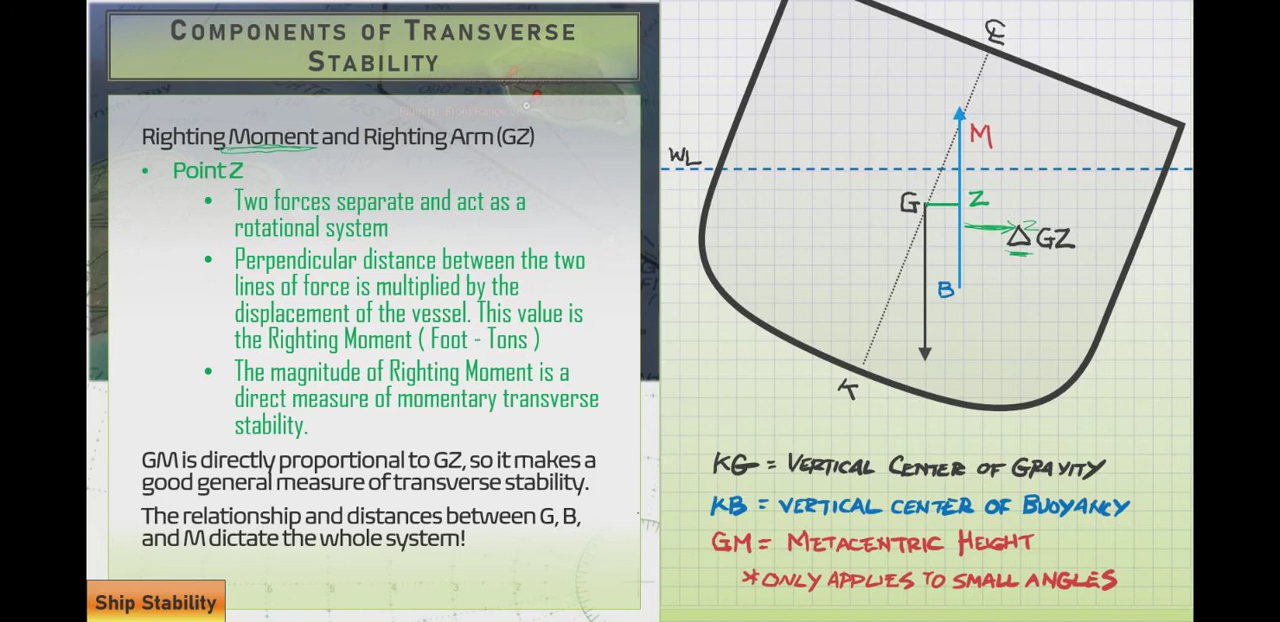 Components of Transverse
Stability
Righting Moment and Righting Arm (GZ)
• Point Z
• Two forces separate and act as a
rotational system
• Perpendicular distance between the two
lines of force is multiplied by the
displacement of the vessel. This value is
the Righting Moment ( Foot - Tons )
• The magnitude of Righting Moment is a
direct measure of momentary transverse
stability.
GM is directly proportional to GZ, so it makes a
good general measure of transverse stability.
The relationship and distances between G, B,
and M dictate the whole system!
Ship Stability
℄
M
WL
G
Z
Δ GZ
B
K
KG = VERTICAL CENTER OF GRAVITY
KB = VERTICAL CENTER OF BUOYANCY
GM = METACENTRIC HEIGHT
*ONLY APPLIES TO SMALL ANGLES